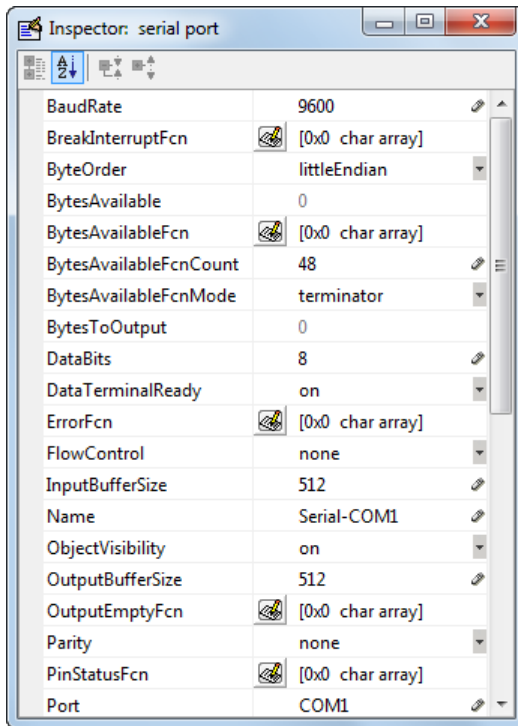 Inspector: serial port
BaudRate 9600
BreakInterruptFcn [0x0 char array]
ByteOrder littleEndian
BytesAvailable 0
BytesAvailableFcn [0x0 char array]
BytesAvailableFcnCount 48
BytesAvailableFcnMode terminator
BytesToOutput 0
DataBits 8
DataTerminalReady on
ErrorFcn [0x0 char array]
FlowControl none
InputBufferSize 512
Name Serial-COM1
ObjectVisibility on
OutputBufferSize 512
OutputEmptyFcn [0x0 char array]
Parity none
PinStatusFcn [0x0 char array]
Port COM1